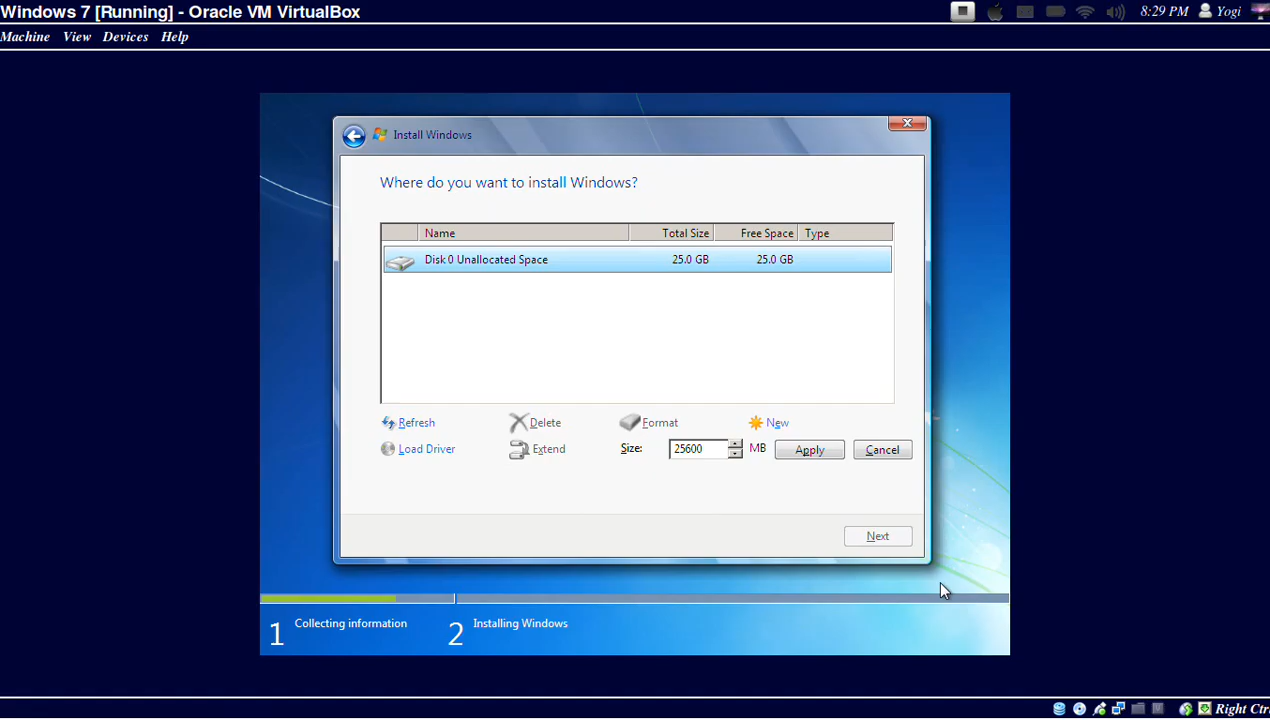 Windows 7 [Running] - Oracle VM VirtualBox
8:29 PM Yogi
Machine View Devices Help
Install Windows
Where do you want to install Windows?
Name Total Size Free Space Type
Disk 0 Unallocated Space 25.0 GB 25.0 GB
Refresh Delete Format New
Load Driver Extend Size: 25600 MB Apply Cancel
Next
1 Collecting information 2 Installing Windows
Right Ctr